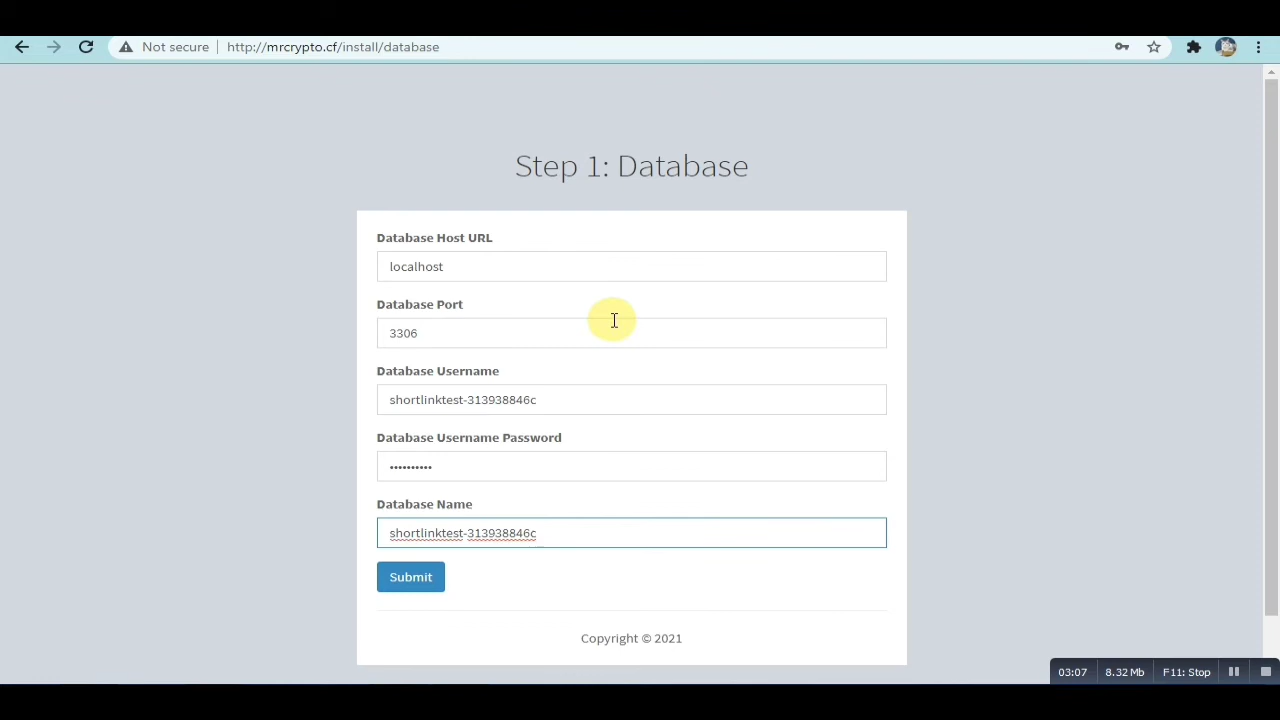 Not secure http://mrcrypto.cf/install/database
Step 1: Database
Database Host URL
localhost
Database Port
3306
Database Username
shortlinktest-313938846c
Database Username Password
••••••••••
Database Name
shortlinktest-313938846c
Submit
Copyright © 2021
03:07 8.32 Mb F11: Stop